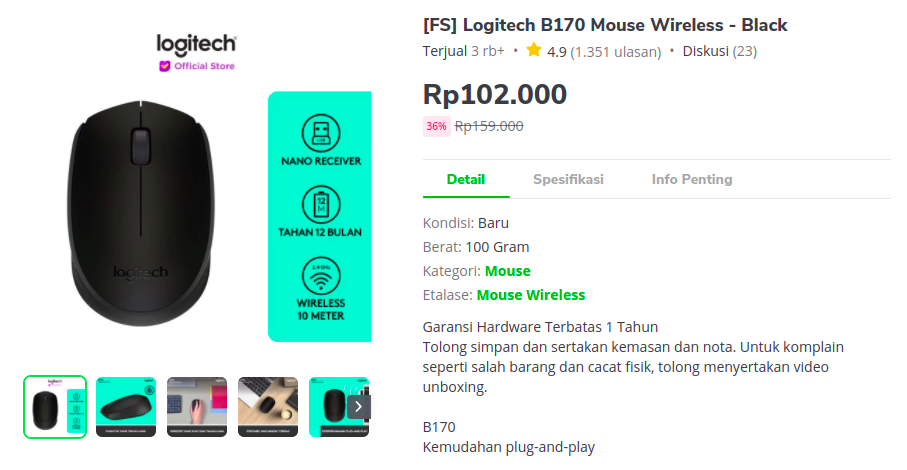 logitech
Official Store
USB
NANO RECEIVER
12
M
TAHAN 12 BULAN
2,4 GHz
WIRELESS
10 METER
logitech
[FS] Logitech B170 Mouse Wireless - Black
Terjual 3 rb+ • 4.9 (1.351 ulasan) • Diskusi (23)
Rp102.000
36% Rp159.000
Detail Spesifikasi Info Penting
Kondisi: Baru
Berat: 100 Gram
Kategori: Mouse
Etalase: Mouse Wireless
Garansi Hardware Terbatas 1 Tahun
Tolong simpan dan sertakan kemasan dan nota. Untuk komplain
seperti salah barang dan cacat fisik, tolong menyertakan video
unboxing.
B170
Kemudahan plug-and-play